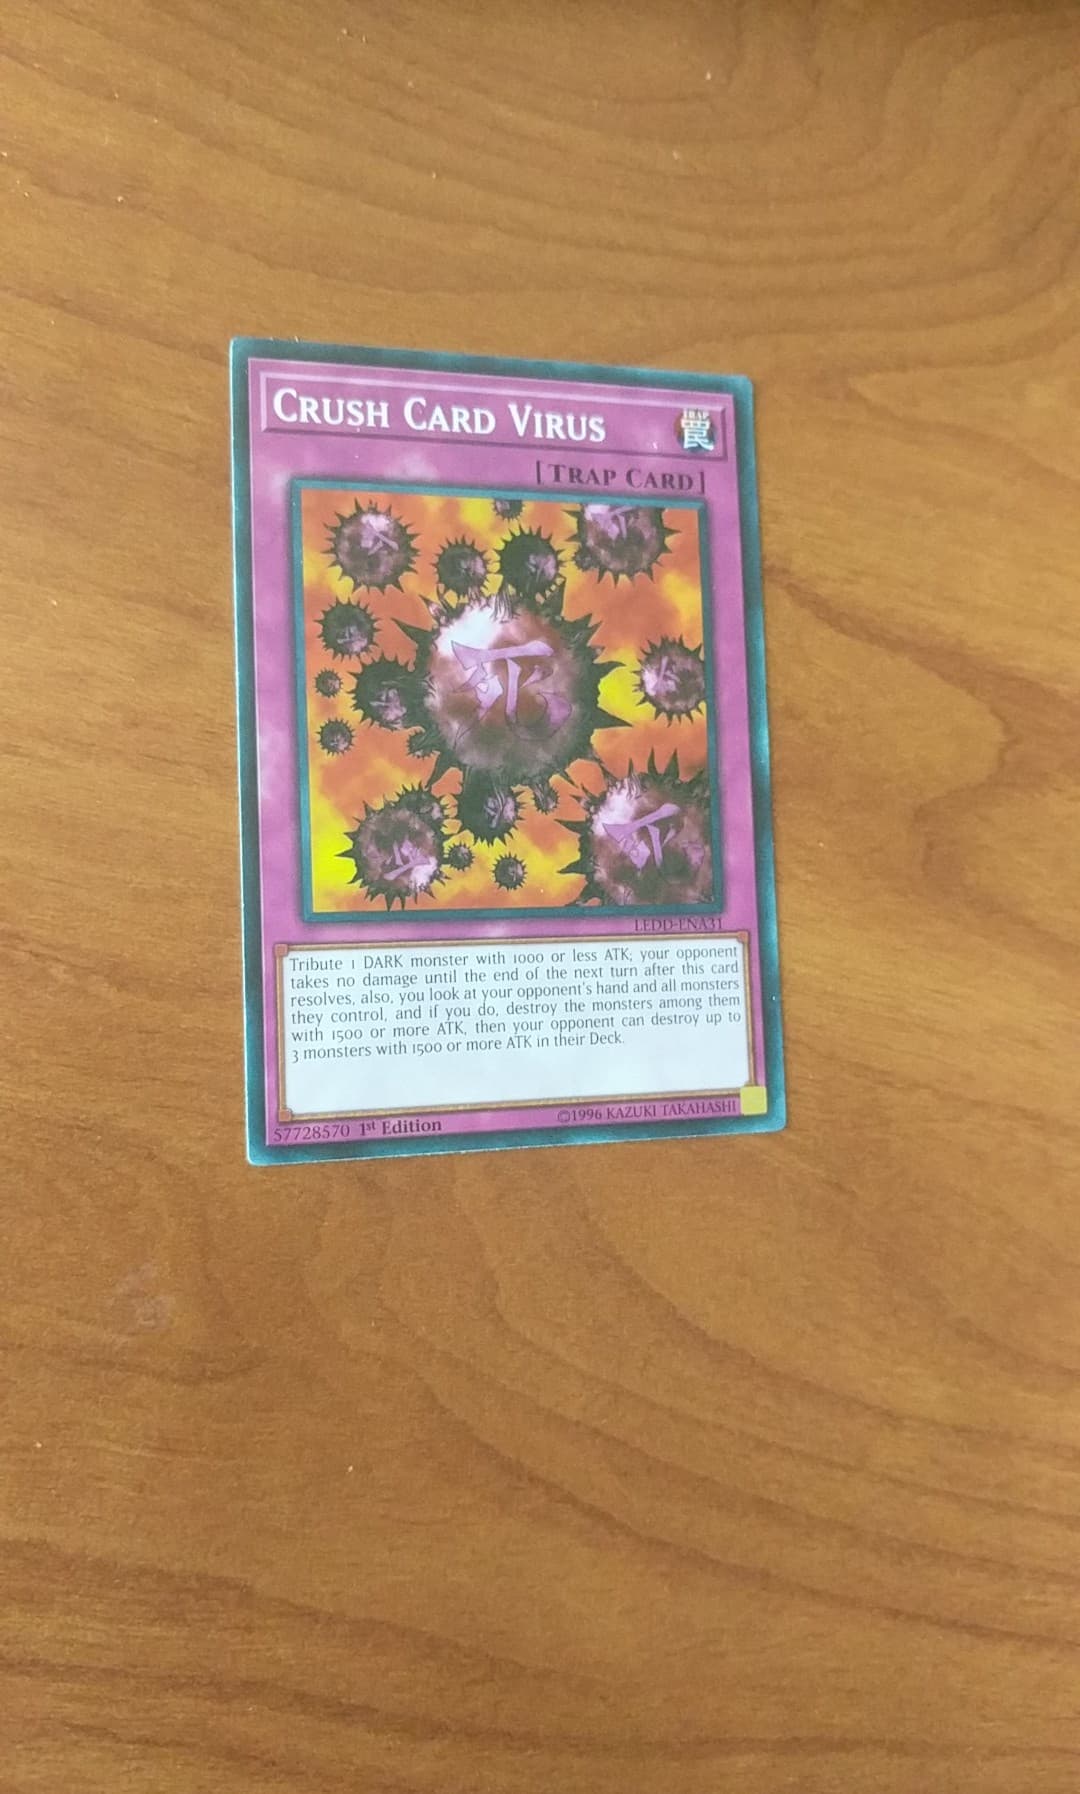 CRUSH CARD VIRUS
TRAP
罠
[TRAP CARD]
死
LEDD-ENA31
Tribute 1 DARK monster with 1000 or less ATK; your opponent
takes no damage until the end of the next turn after this card
resolves, also, you look at your opponent's hand and all monsters
they control, and if you do, destroy the monsters among them
with 1500 or more ATK, then your opponent can destroy up to
3 monsters with 1500 or more ATK in their Deck.
57728570 1st Edition
©1996 KAZUKI TAKAHASHI